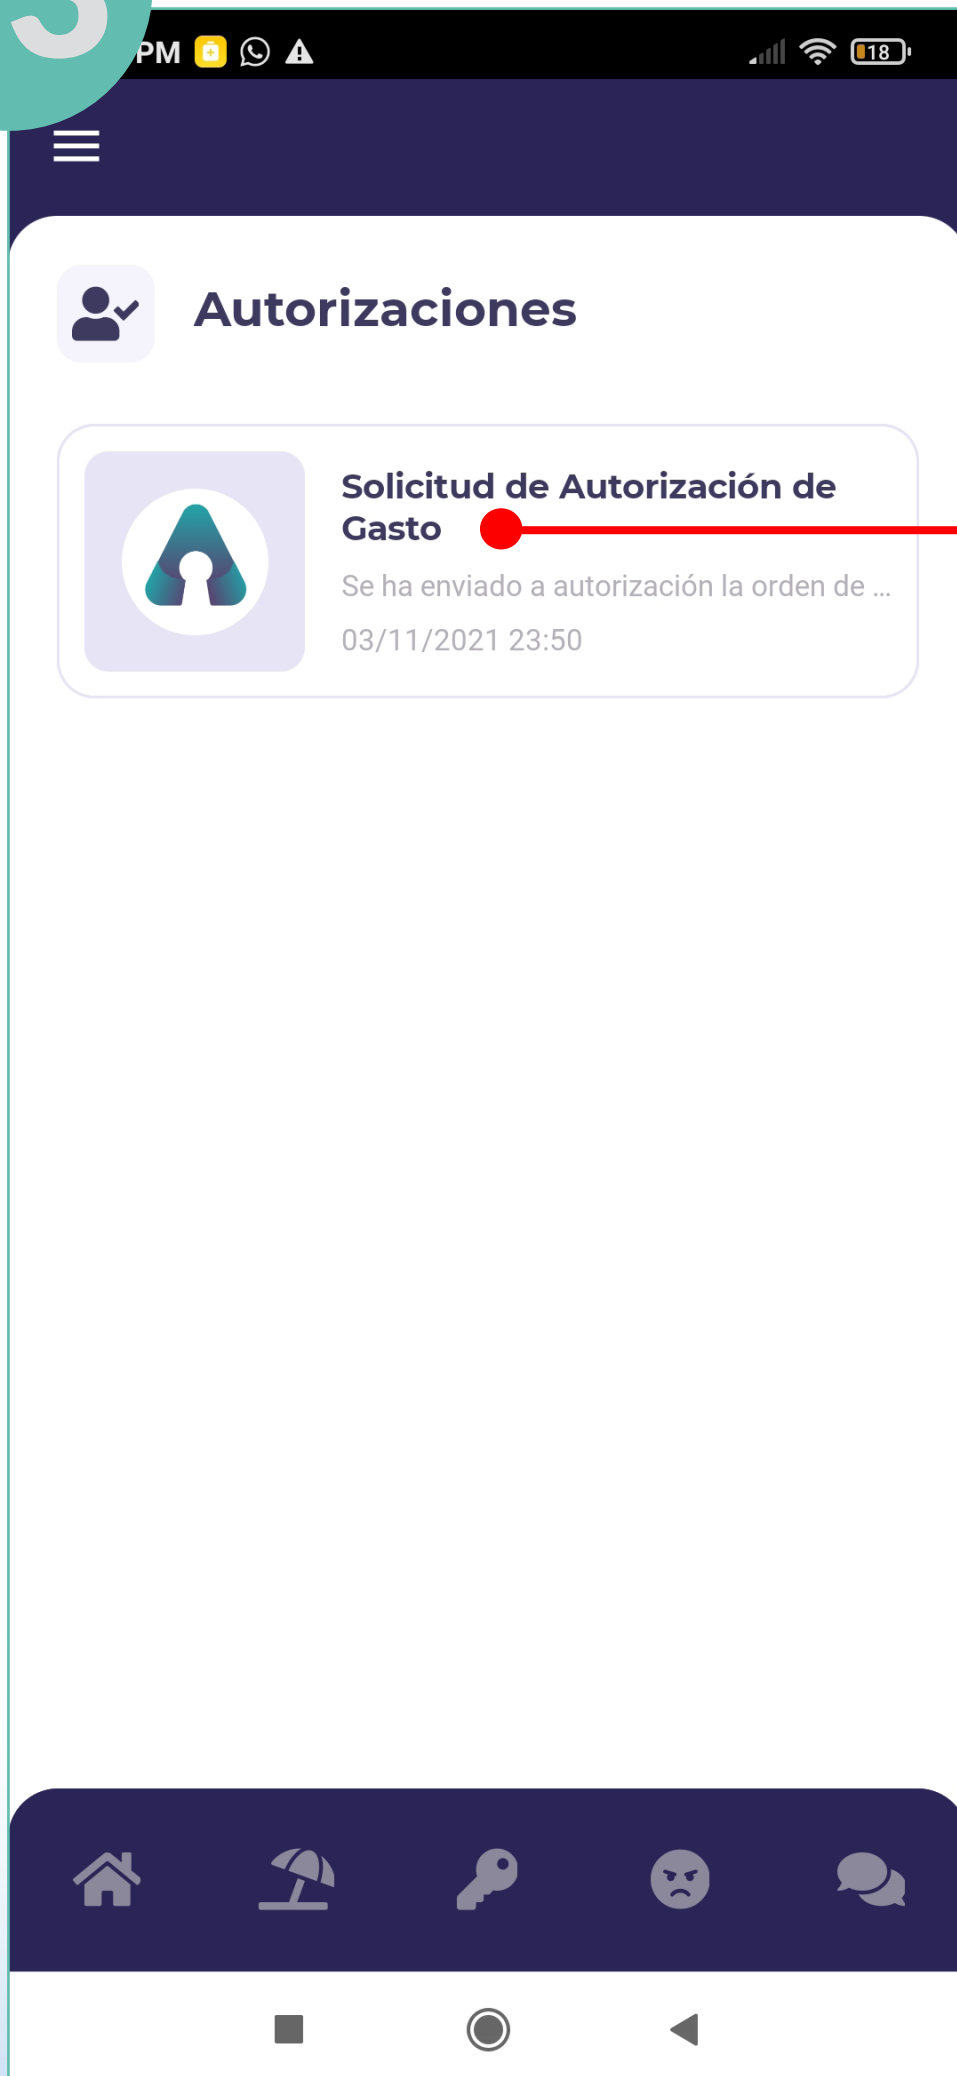 PM
18
Autorizaciones
Solicitud de Autorización de
Gasto
Se ha enviado a autorización la orden de ...
03/11/2021 23:50